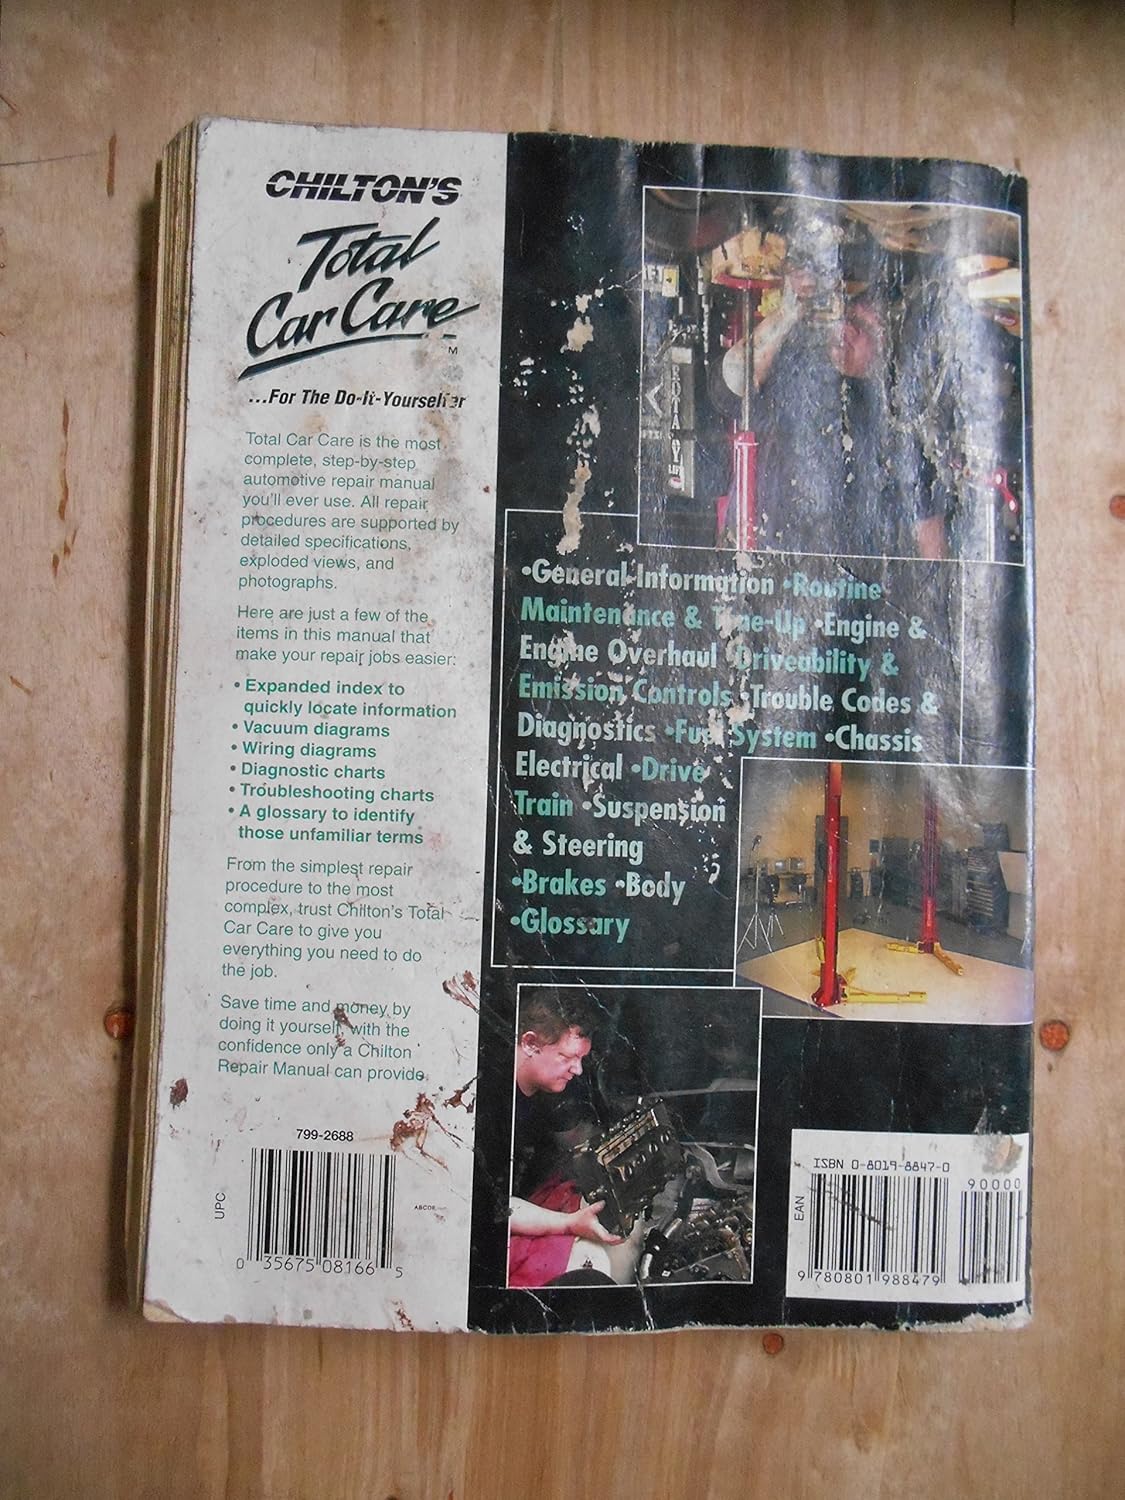 CHILTON'S
Total
Car Care
TM
...For The Do-It-Yourselfer
Total Car Care is the most
complete, step-by-step
automotive repair manual
you'll ever use. All repair
procedures are supported by
detailed specifications,
exploded views, and
photographs.
Here are just a few of the
items in this manual that
make your repair jobs easier:
• Expanded index to
quickly locate information
• Vacuum diagrams
• Wiring diagrams
• Diagnostic charts
• Troubleshooting charts
• A glossary to identify
those unfamiliar terms
From the simplest repair
procedure to the most
complex, trust Chilton's Total
Car Care to give you
everything you need to do
the job.
Save time and money by
doing it yourself, with the
confidence only a Chilton
Repair Manual can provide
799-2688
UPC
ABCDE
0 35675 08166 5
•General Information •Routine
Maintenance & Tune-Up •Engine &
Engine Overhaul •Driveability &
Emission Controls •Trouble Codes &
Diagnostics •Fuel System •Chassis
Electrical •Drive
Train •Suspension
& Steering
•Brakes •Body
•Glossary
ISBN 0-8019-8847-0
90000
EAN
9 780801 988479